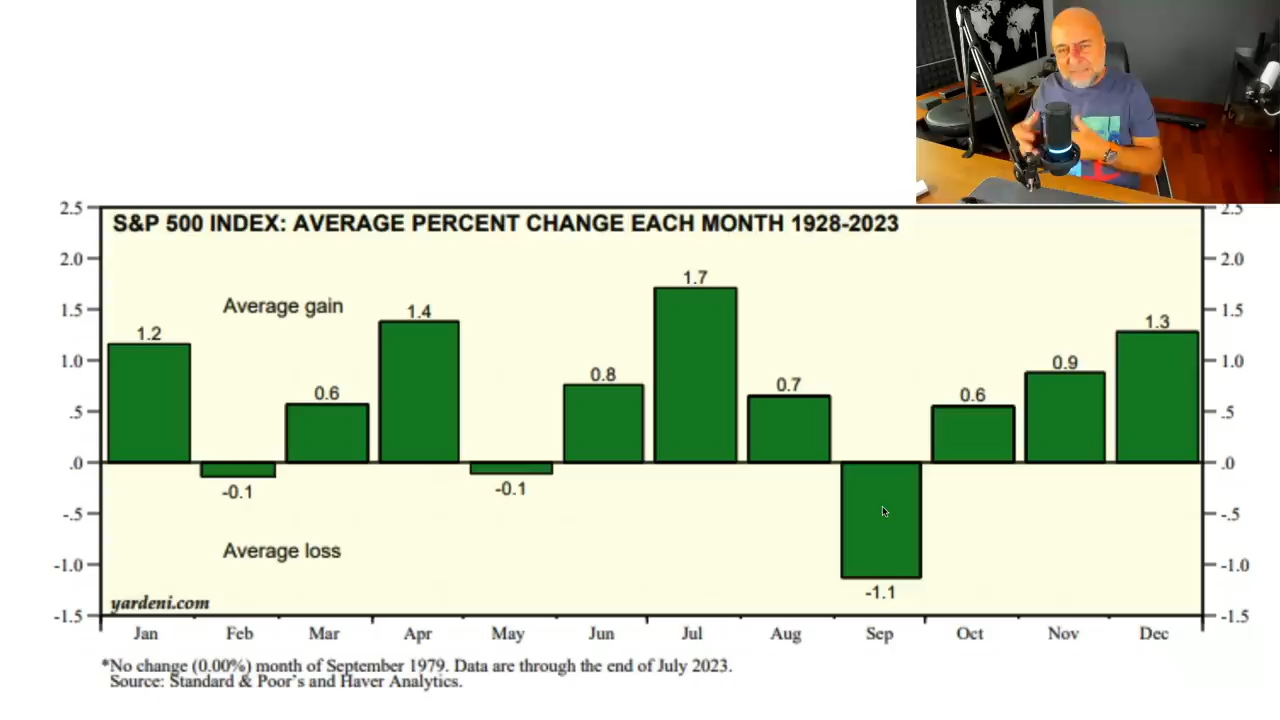 S&P 500 INDEX: AVERAGE PERCENT CHANGE EACH MONTH 1928-2023
2.5 2.5
2.0 2.0
1.5 1.5
1.0 1.0
.5 .5
.0 .0
-.5 -.5
-1.0 -1.0
-1.5 -1.5
Average gain
1.2 -0.1 0.6 1.4 -0.1 0.8 1.7 0.7 -1.1 0.6 0.9 1.3
Average loss
yardeni.com
Jan Feb Mar Apr May Jun Jul Aug Sep Oct Nov Dec
*No change (0.00%) month of September 1979. Data are through the end of July 2023.
Source: Standard & Poor's and Haver Analytics.